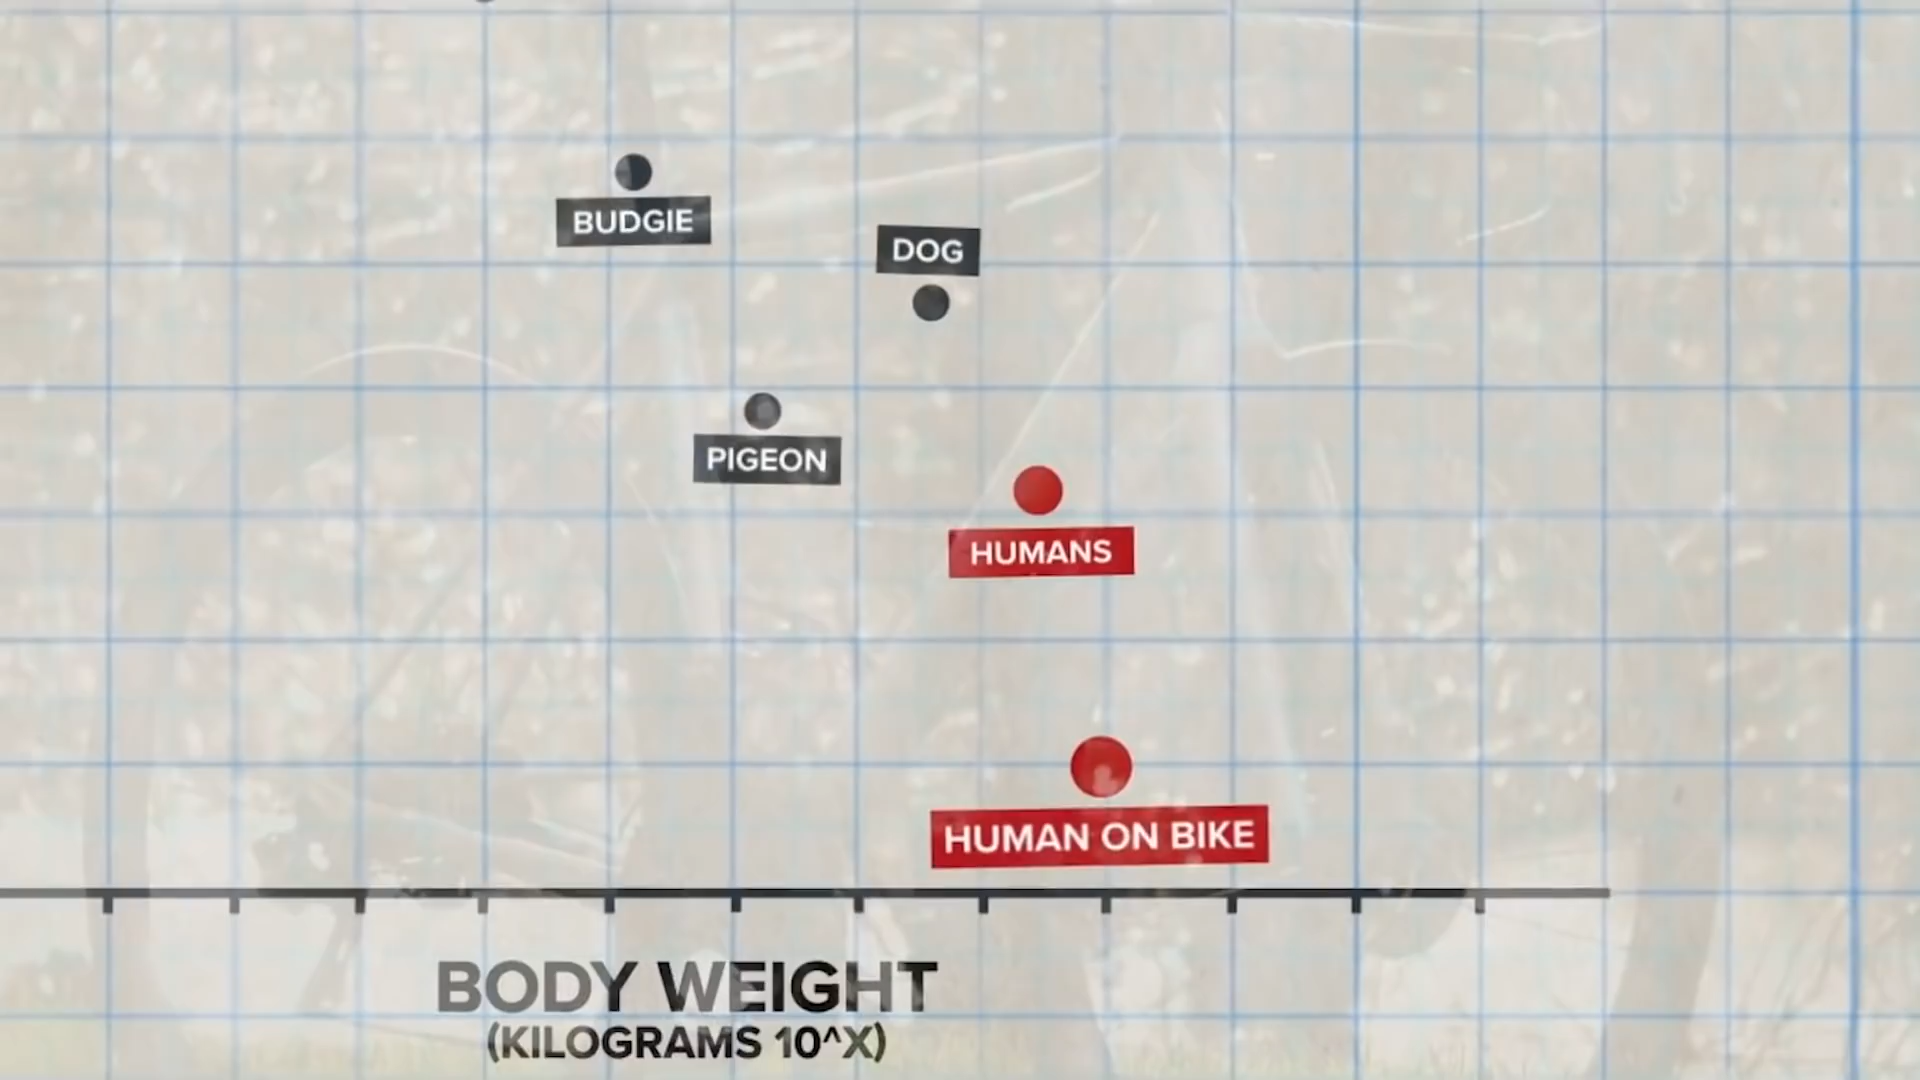 BUDGIE
DOG
PIGEON
HUMANS
HUMAN ON BIKE
BODY WEIGHT
(KILOGRAMS 10^X)